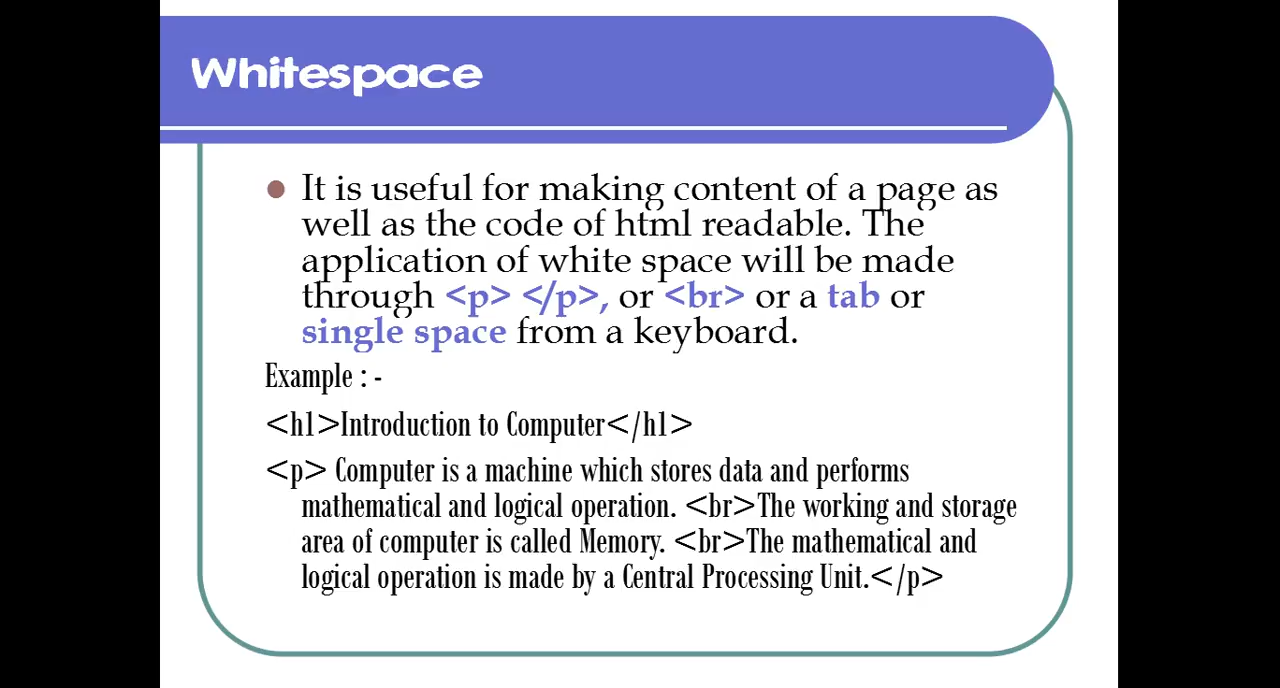 Whitespace
It is useful for making content of a page as
well as the code of html readable. The
application of white space will be made
through <p> </p>, or <br> or a tab or
single space from a keyboard.
Example : -
<h1>Introduction to Computer</h1>
<p> Computer is a machine which stores data and performs
mathematical and logical operation. <br>The working and storage
area of computer is called Memory. <br>The mathematical and
logical operation is made by a Central Processing Unit.</p>